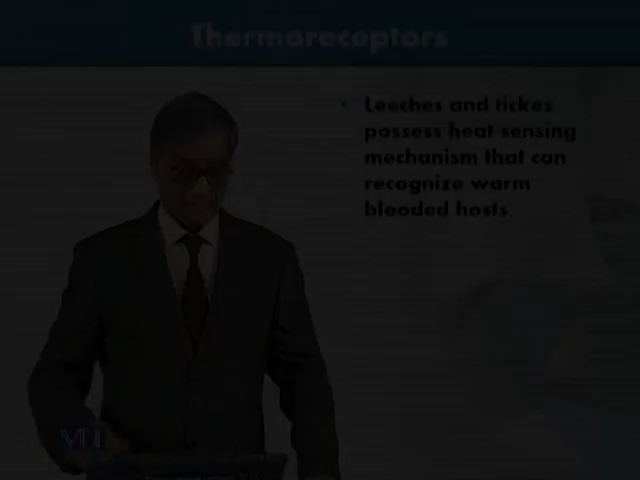 Thermoreceptors
• Leeches and tickes
possess heat sensing
mechanism that can
recognize warm
blooded hosts